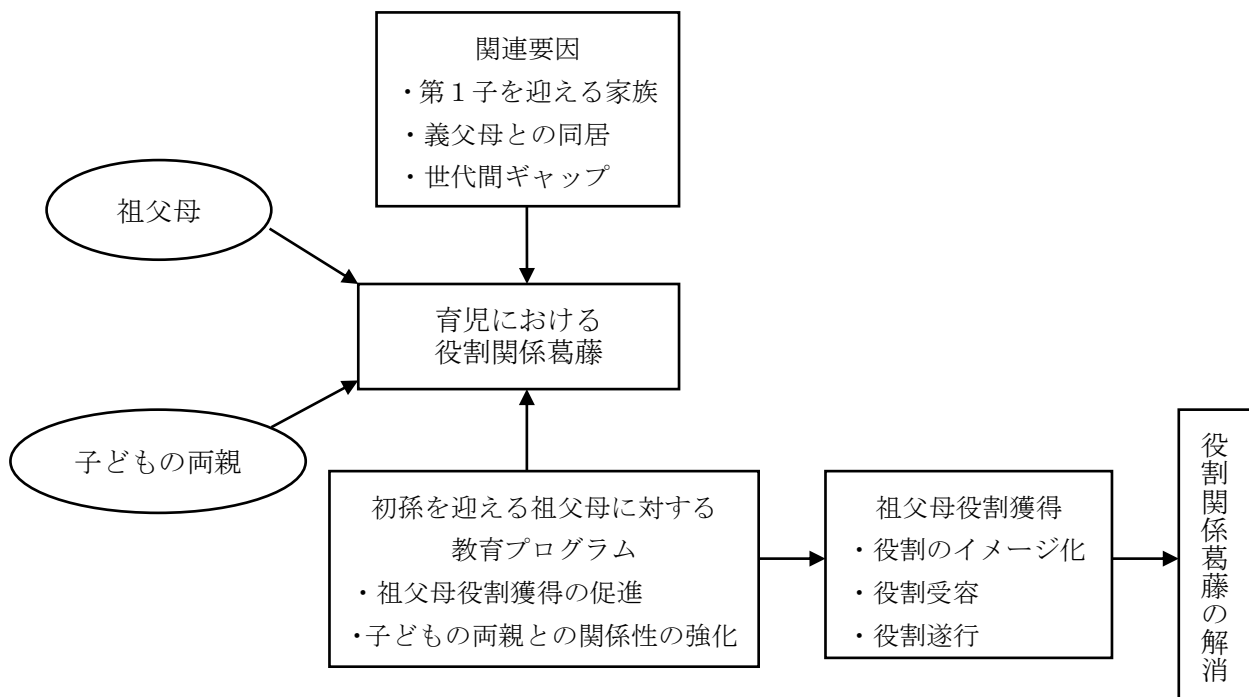 関連要因
・第１子を迎える家族
・義父母との同居
・世代間ギャップ
祖父母
育児における
役割関係葛藤
子どもの両親
初孫を迎える祖父母に対する
教育プログラム
・祖父母役割獲得の促進
・子どもの両親との関係性の強化
祖父母役割獲得
・役割のイメージ化
・役割受容
・役割遂行
役割関係葛藤の解消